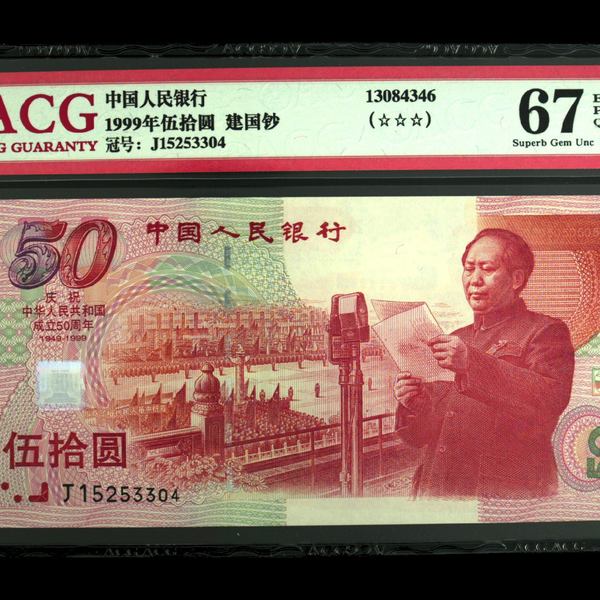 ACG
G GUARANTY
中国人民银行
1999年伍拾圆 建国钞
冠号: J15253304
13084346
(☆☆☆)
67
Superb Gem Unc
E
P
Q
50
中国人民银行
庆祝
中华人民共和国
成立50周年
1949-1999
伍拾圆
J15253304
50